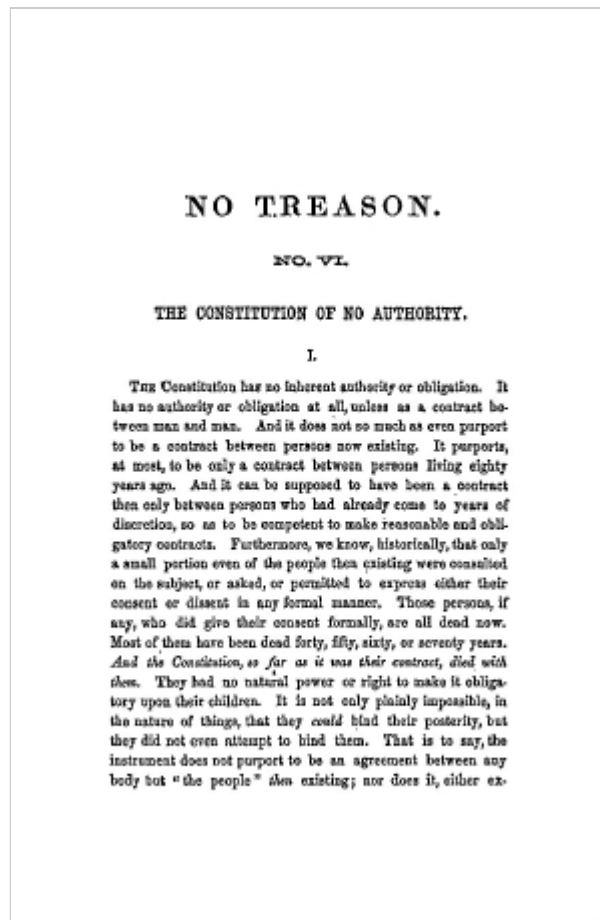 NO TREASON.
NO. VI.
THE CONSTITUTION OF NO AUTHORITY.
I.
THE Constitution has no inherent authority or obligation. It
has no authority or obligation at all, unless as a contract be-
tween man and man. And it does not so much as even purport
to be a contract between persons now existing. It purports,
at most, to be only a contract between persons living eighty
years ago. And it can be supposed to have been a contract
then only between persons who had already come to years of
discretion, so as to be competent to make reasonable and obli-
gatory contracts. Furthermore, we know, historically, that only
a small portion even of the people then existing were consulted
on the subject, or asked, or permitted to express either their
consent or dissent in any formal manner. Those persons, if
any, who did give their consent formally, are all dead now.
Most of them have been dead forty, fifty, sixty, or seventy years.
And the Constitution, so far as it was their contract, died with
them. They had no natural power or right to make it obliga-
tory upon their children. It is not only plainly impossible, in
the nature of things, that they could bind their posterity, but
they did not even attempt to bind them. That is to say, the
instrument does not purport to be an agreement between any
body but "the people" then existing; nor does it, either ex-